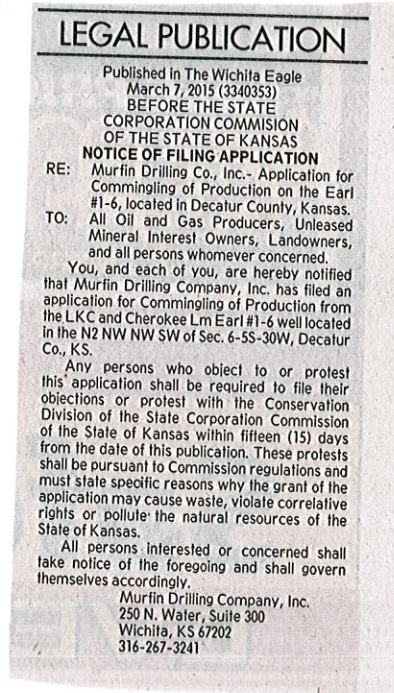 LEGAL PUBLICATION
Published in The Wichita Eagle
March 7, 2015 (3340353)
BEFORE THE STATE
CORPORATION COMMISION
OF THE STATE OF KANSAS
NOTICE OF FILING APPLICATION
RE: Murfin Drilling Co., Inc.- Application for
Commingling of Production on the Earl
#1-6, located in Decatur County, Kansas.
TO: All Oil and Gas Producers, Unleased
Mineral Interest Owners, Landowners,
and all persons whomever concerned.
You, and each of you, are hereby notified
that Murfin Drilling Company, Inc. has filed an
application for Commingling of Production from
the LKC and Cherokee Lm Earl #1-6 well located
in the N2 NW NW SW of Sec. 6-5S-30W, Decatur
Co., KS.
Any persons who object to or protest
this application shall be required to file their
objections or protest with the Conservation
Division of the State Corporation Commission
of the State of Kansas within fifteen (15) days
from the date of this publication. These protests
shall be pursuant to Commission regulations and
must state specific reasons why the grant of the
application may cause waste, violate correlative
rights or pollute the natural resources of the
State of Kansas.
All persons interested or concerned shall
take notice of the foregoing and shall govern
themselves accordingly.
Murfin Drilling Company, Inc.
250 N. Water, Suite 300
Wichita, KS 67202
316-267-3241